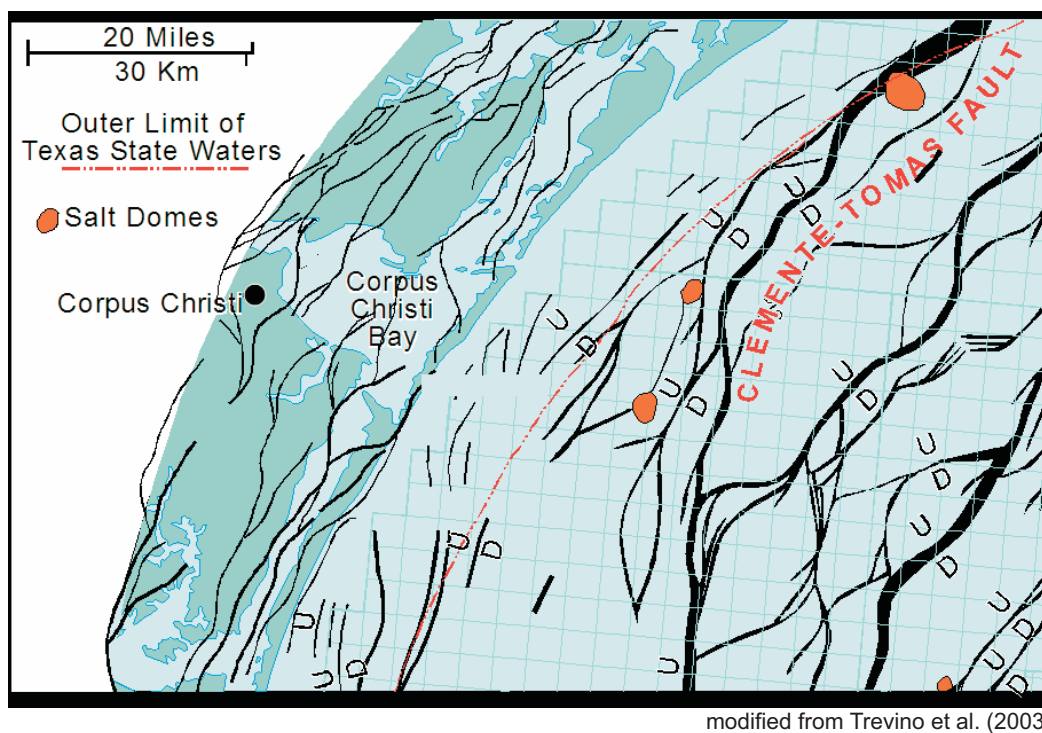 20 Miles
30 Km
Outer Limit of
Texas State Waters
Salt Domes
Corpus Christi
Corpus
Christi
Bay
CLEMENTE-TOMAS FAULT
U
D
U
D
U
D
U
D
U
D
U
D
U
D
U
D
U
U
D
U
U
D
U
D
modified from Trevino et al. (2003